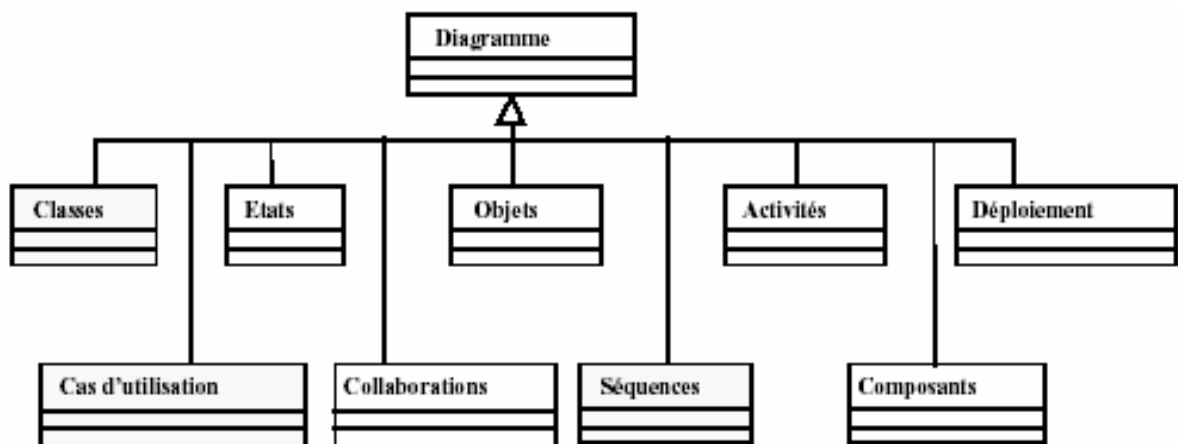 Diagramme
Classes
Etats
Objets
Activités
Déploiement
Cas d'utilisation
Collaborations
Séquences
Composants